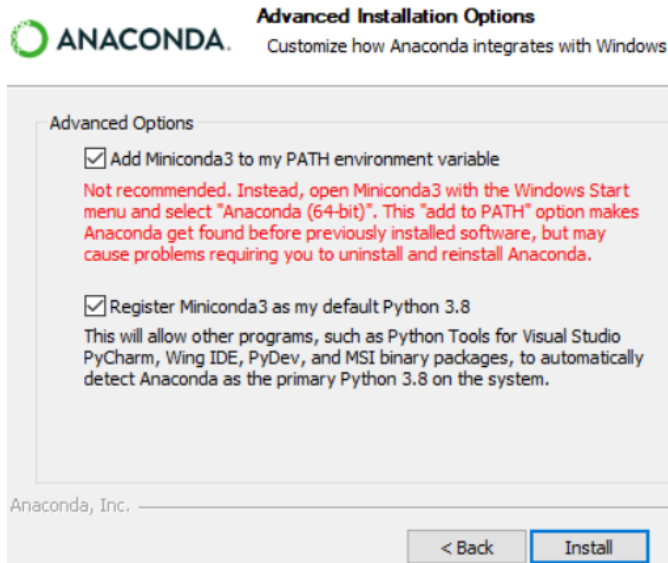 ANACONDA.
Advanced Installation Options
Customize how Anaconda integrates with Windows
Advanced Options
Add Miniconda3 to my PATH environment variable
Not recommended. Instead, open Miniconda3 with the Windows Start
menu and select "Anaconda (64-bit)". This "add to PATH" option makes
Anaconda get found before previously installed software, but may
cause problems requiring you to uninstall and reinstall Anaconda.
Register Miniconda3 as my default Python 3.8
This will allow other programs, such as Python Tools for Visual Studio
PyCharm, Wing IDE, PyDev, and MSI binary packages, to automatically
detect Anaconda as the primary Python 3.8 on the system.
Anaconda, Inc.
< Back
Install